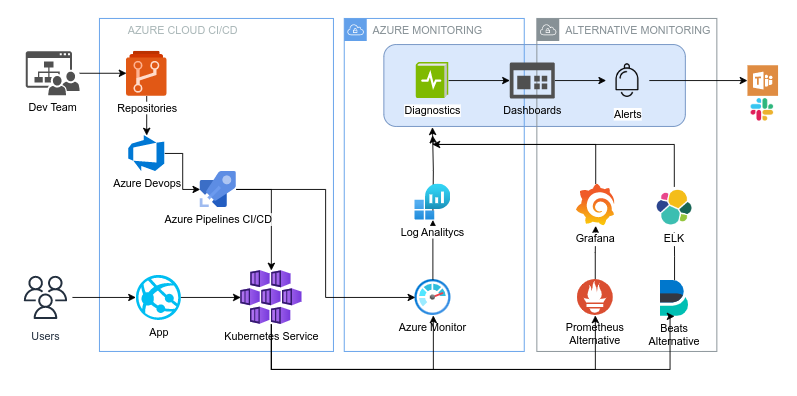 AZURE CLOUD CI/CD
AZURE MONITORING
ALTERNATIVE MONITORING
Dev Team
Repositories
Diagnostics
Dashboards
Alerts
Azure Devops
Azure Pipelines CI/CD
Log Analitycs
Grafana
ELK
Users
App
Kubernetes Service
Azure Monitor
Prometheus
Alternative
Beats
Alternative